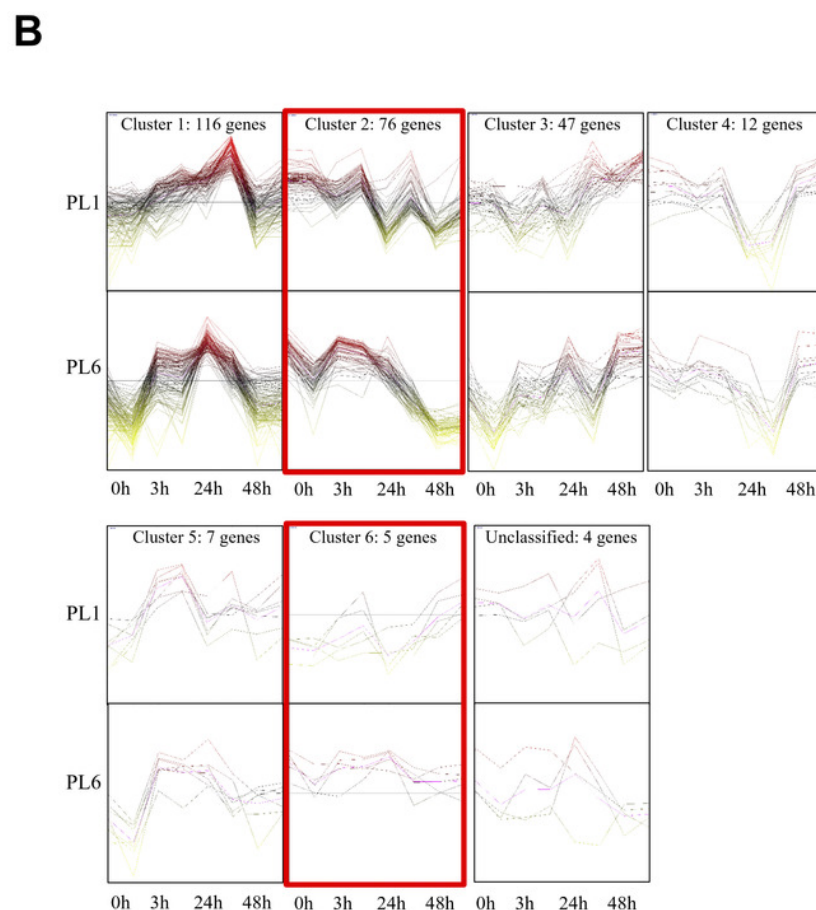 B
Cluster 1: 116 genes Cluster 2: 76 genes Cluster 3: 47 genes Cluster 4: 12 genes
PL1
PL6
0h 3h 24h 48h 0h 3h 24h 48h 0h 3h 24h 48h 0h 3h 24h 48h
Cluster 5: 7 genes Cluster 6: 5 genes Unclassified: 4 genes
PL1
PL6
0h 3h 24h 48h 0h 3h 24h 48h 0h 3h 24h 48h